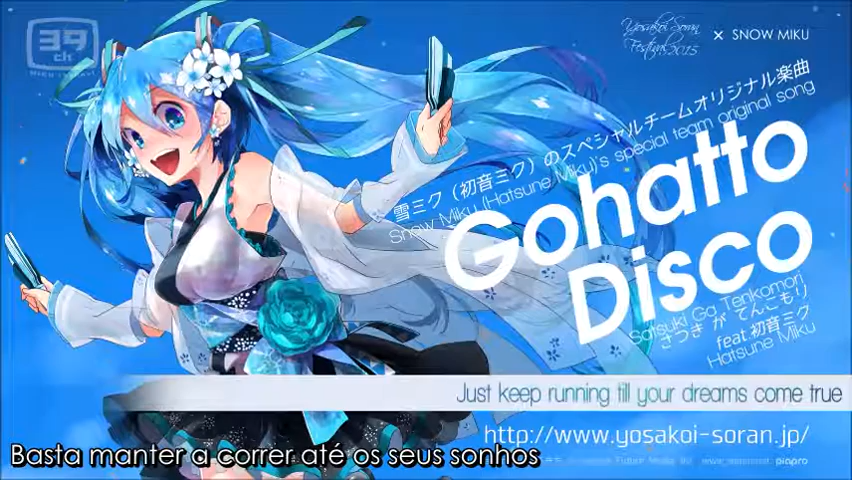 39
ch
MIKU CHANNEL
Yosakoi Soran
Festival 2015
× SNOW MIKU
雪ミク（初音ミク）のスペシャルチームオリジナル楽曲
Snow Miku (Hatsune Miku)'s special team original song
Gohatto
Disco
Satsuki Ga Tenkomori
さつき が てんこもり
feat. 初音ミク
Hatsune Miku
Just keep running till your dreams come true
http://www.yosakoi-soran.jp/
piapro
Basta manter a correr até os seus sonhos